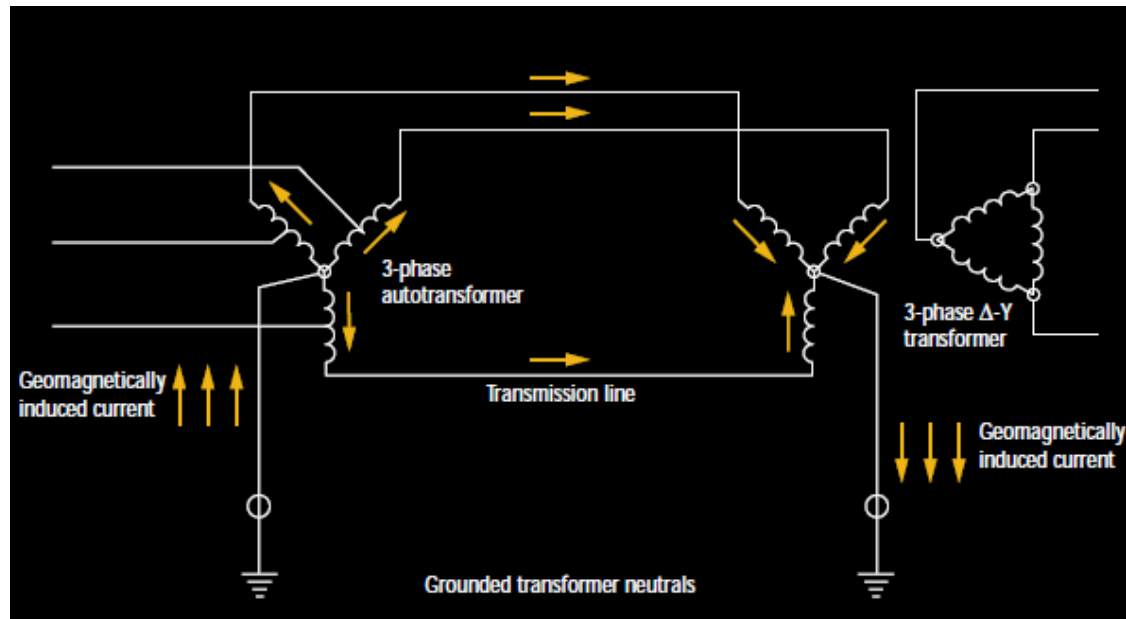 3-phase
autotransformer
3-phase Δ-Y
transformer
Geomagnetically
induced current
Transmission line
Geomagnetically
induced current
Grounded transformer neutrals